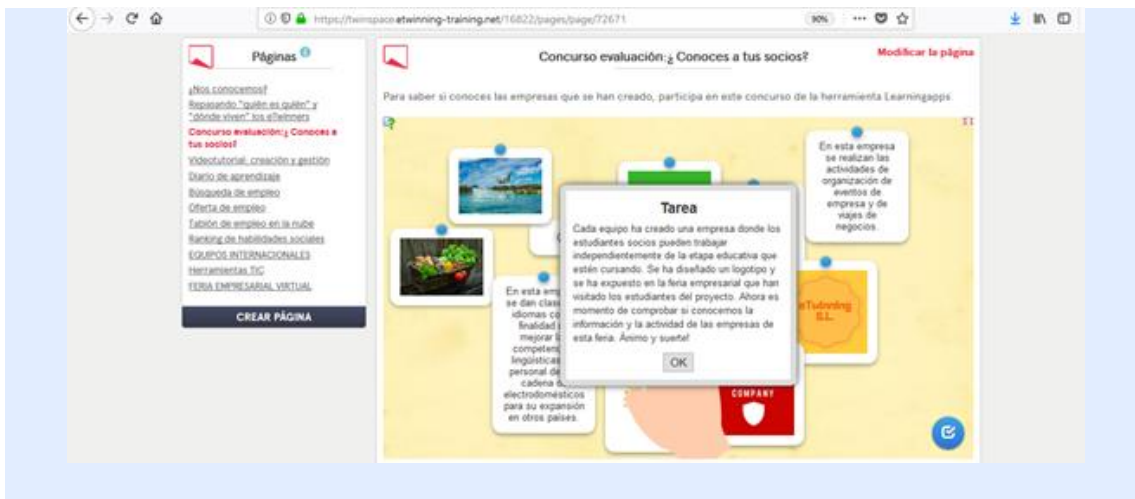 https://twinspace.etwinning-training.net/16822/pages/page/72671
90%
Páginas
¿Nos conocemos?
Repasando "quién es quién" y
"dónde viven" los eTwinners
Concurso evaluación:¿ Conoces a
tus socios?
Videotutorial, creación y gestión
Diario de aprendizaje
Búsqueda de empleo
Oferta de empleo
Tablón de empleo en la nube
Ranking de habilidades sociales
EQUIPOS INTERNACIONALES
Herramientas TIC
FERIA EMPRESARIAL VIRTUAL
CREAR PÁGINA
Concurso evaluación:¿ Conoces a tus socios?
Modificar la página
Para saber si conoces las empresas que se han creado, participa en este concurso de la herramienta Learningapps
En esta empresa
se realizan las
actividades de
organización de
eventos de
empresa y de
viajes de
negocios.
Tarea
Cada equipo ha creado una empresa donde los
estudiantes socios pueden trabajar
independientemente de la etapa educativa que
estén cursando. Se ha diseñado un logotipo y
se ha expuesto en la feria empresarial que han
visitado los estudiantes del proyecto. Ahora es
momento de comprobar si conocemos la
información y la actividad de las empresas de
esta feria. Ánimo y suerte!
OK
En esta
se dan
idiomas
finalidad
mejorar
lingüísticas
personal
cadena
electrodomésticos
para su expansión
en otros países.
eTwinning
S.L.
COMPANY